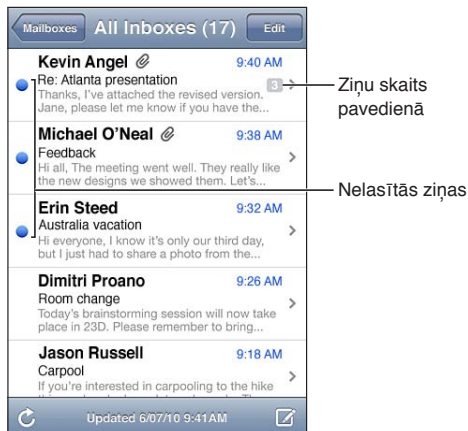 Mailboxes All Inboxes (17) Edit
Kevin Angel 9:40 AM
Re: Atlanta presentation
Thanks, I've attached the revised version. 3
Jane, please let me know if you have the...
Ziņu skaits
pavedienā
Michael O'Neal 9:38 AM
Feedback
Hi all, The meeting went well. They really like
the new designs we showed them. Let's...
Nelasītās ziņas
Erin Steed 9:32 AM
Australia vacation
Hi everyone, I know it's only our third day,
but I just had to share a photo from the...
Dimitri Proano 9:26 AM
Room change
Today's brainstorming session will now take
place in 23D. Please remember to bring...
Jason Russell 9:18 AM
Carpool
If you're interested in carpooling to the hike
Updated 6/07/10 9:41AM